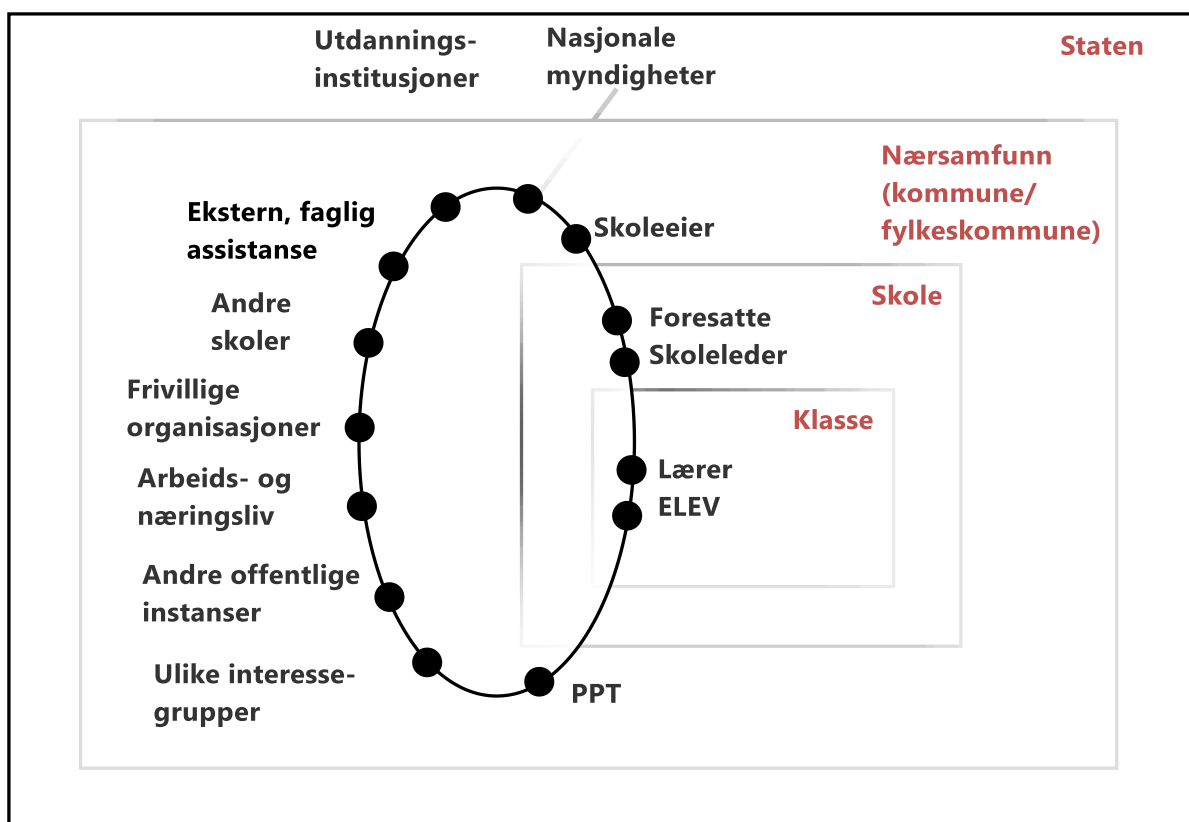 Utdannings-
institusjoner
Nasjonale
myndigheter
Staten
Nærsamfunn
(kommune/
fylkeskommune)
Ekstern, faglig
assistanse
Skoleeier
Skole
Andre
skoler
Foresatte
Skoleleder
Frivillige
organisasjoner
Klasse
Arbeids- og
næringsliv
Lærer
ELEV
Andre offentlige
instanser
Ulike interesse-
grupper
PPT